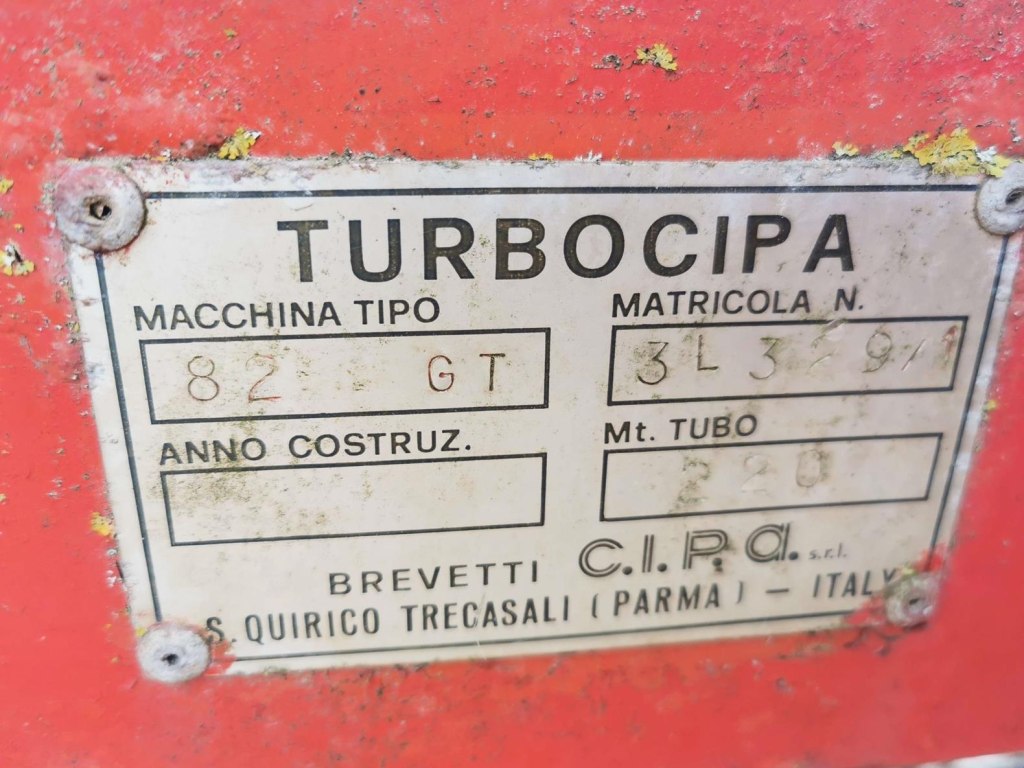 TURBOCIPA
MACCHINA TIPO
82 GT
MATRICOLA N.
ANNO COSTRUZ.
Mt. TUBO
220
BREVETTI C.I.P.a. s.r.l.
S. QUIRICO TRECASALI (PARMA) - ITALY